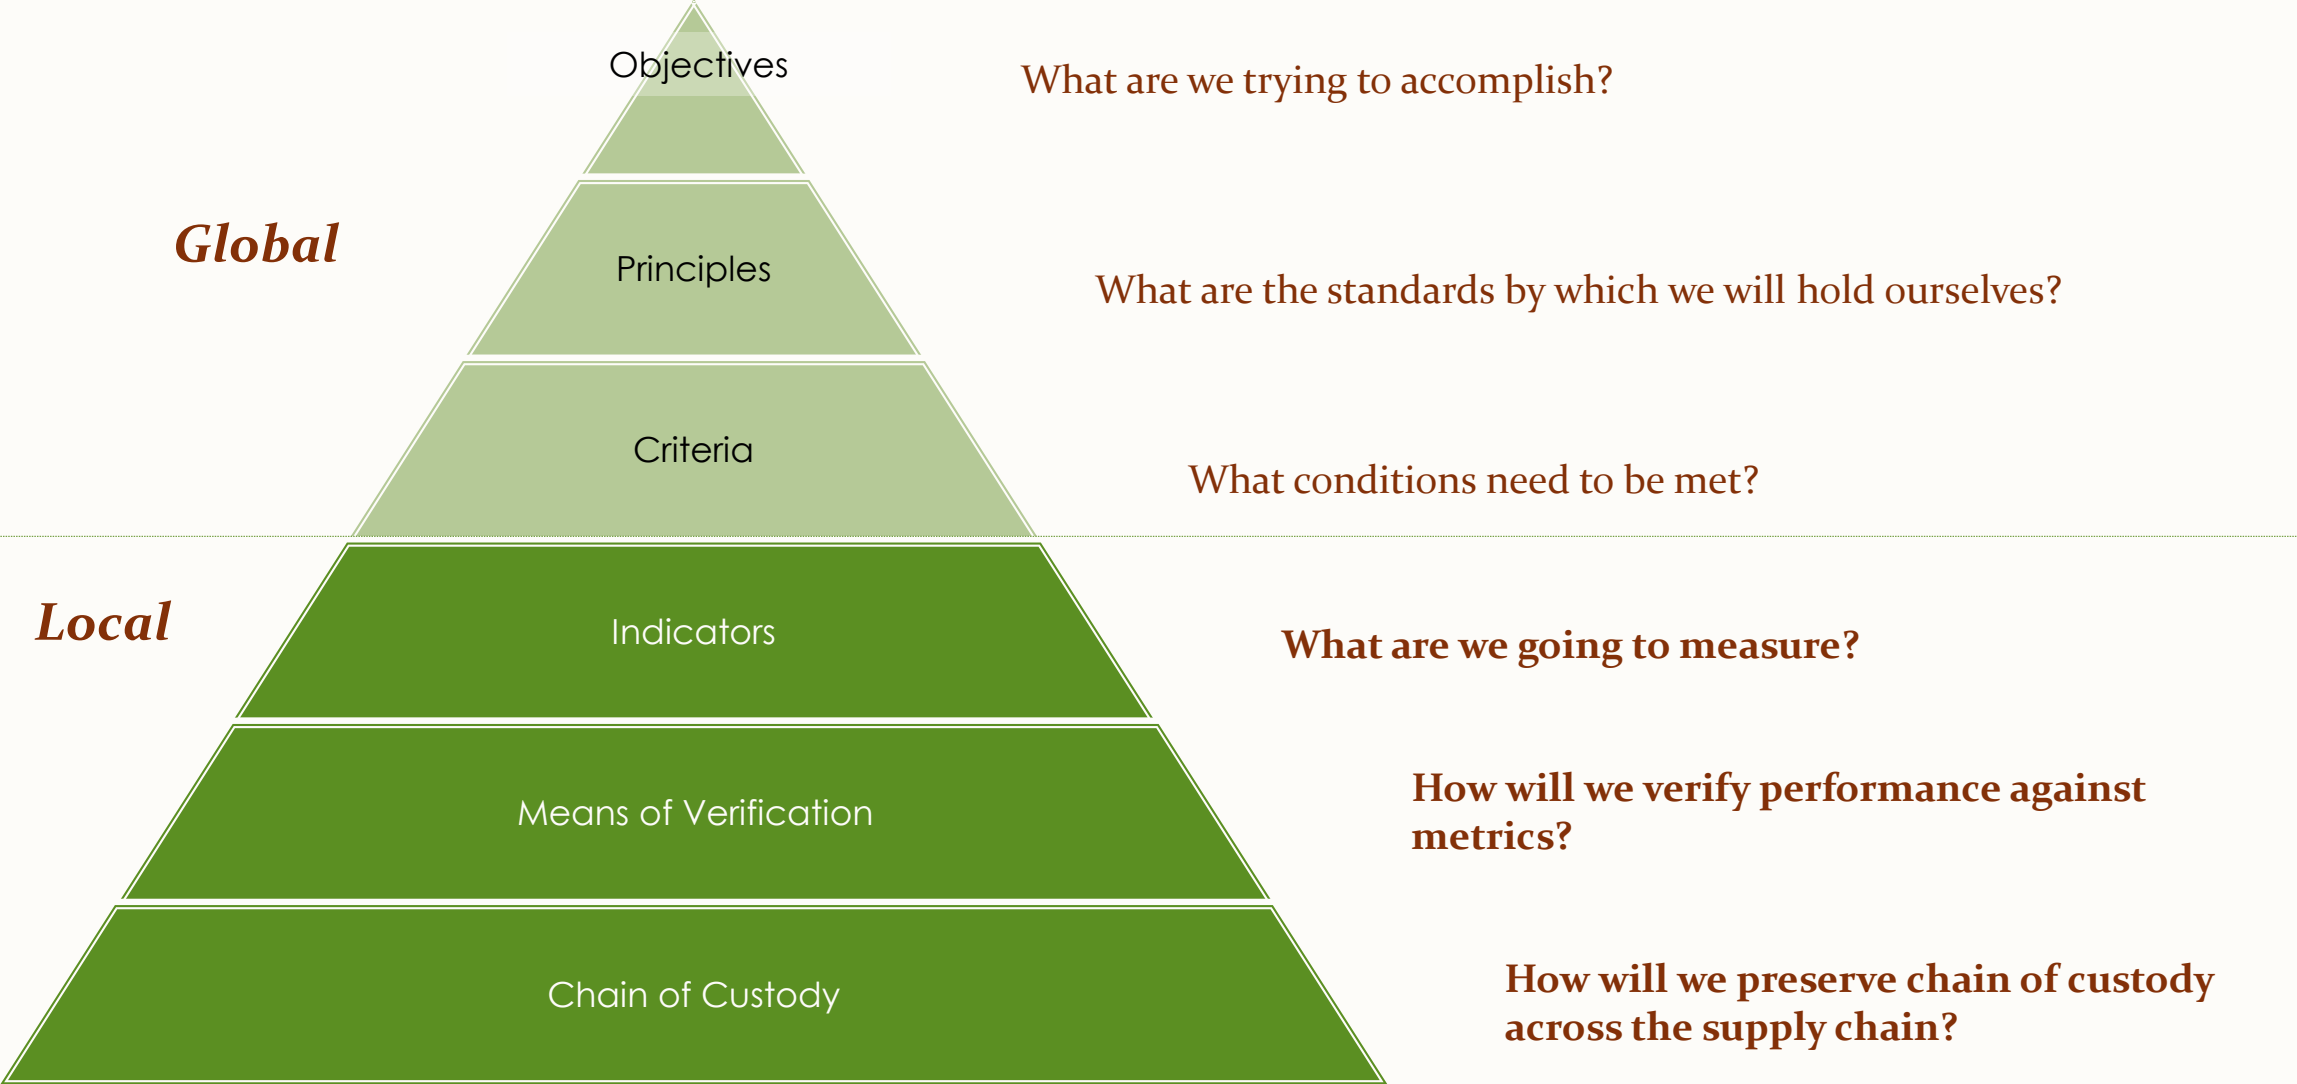 Objectives
What are we trying to accomplish?
Global
Principles
What are the standards by which we will hold ourselves?
Criteria
What conditions need to be met?
Local
Indicators
What are we going to measure?
Means of Verification
How will we verify performance against
metrics?
Chain of Custody
How will we preserve chain of custody
across the supply chain?